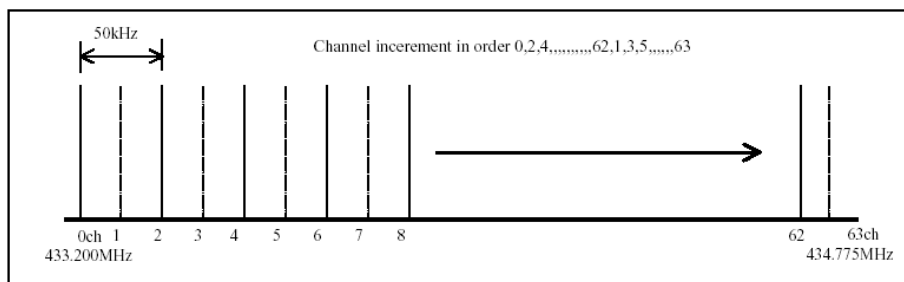 50kHz
Channel incerement in order 0,2,4,,,,,,,,,,62,1,3,5,,,,,,63
0ch 1 2 3 4 5 6 7 8 62 63ch
433.200MHz 434.775MHz